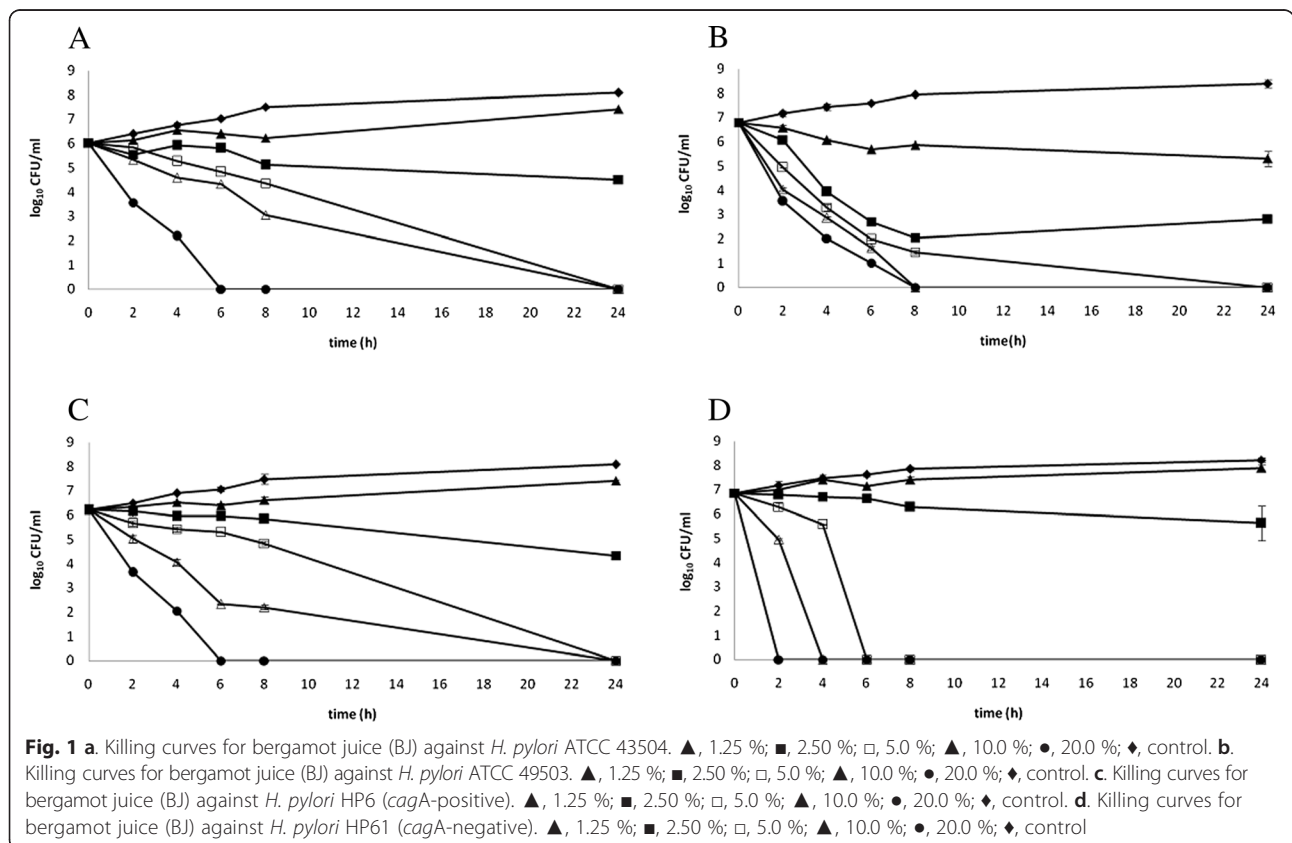 A
9
8
7
6
5
4
3
2
1
0
log10 CFU/ml
0 2 4 6 8 10 12 14 16 18 20 22 24
time (h)
B
9
8
7
6
5
4
3
2
1
0
log10 CFU/ml
0 2 4 6 8 10 12 14 16 18 20 22 24
time(h)
C
9
8
7
6
5
4
3
2
1
0
log10 CFU/ml
0 2 4 6 8 10 12 14 16 18 20 22 24
time (h)
D
9
8
7
6
5
4
3
2
1
0
log10 CFU/ml
0 2 4 6 8 10 12 14 16 18 20 22 24
time (h)
Fig. 1 a. Killing curves for bergamot juice (BJ) against H. pylori ATCC 43504. ▲, 1.25 %; ■, 2.50 %; □, 5.0 %; ▲, 10.0 %; ●, 20.0 %; ♦, control. b.
Killing curves for bergamot juice (BJ) against H. pylori ATCC 49503. ▲, 1.25 %; ■, 2.50 %; □, 5.0 %; ▲, 10.0 %; ●, 20.0 %; ♦, control. c. Killing curves for
bergamot juice (BJ) against H. pylori HP6 (cagA-positive). ▲, 1.25 %; ■, 2.50 %; □, 5.0 %; ▲, 10.0 %; ●, 20.0 %; ♦, control. d. Killing curves for
bergamot juice (BJ) against H. pylori HP61 (cagA-negative). ▲, 1.25 %; ■, 2.50 %; □, 5.0 %; ▲, 10.0 %; ●, 20.0 %; ♦, control